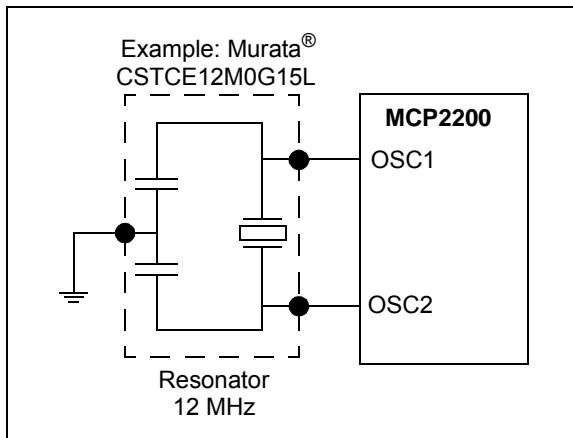 Example: Murata®
CSTCE12M0G15L
MCP2200
OSC1
OSC2
Resonator
12 MHz